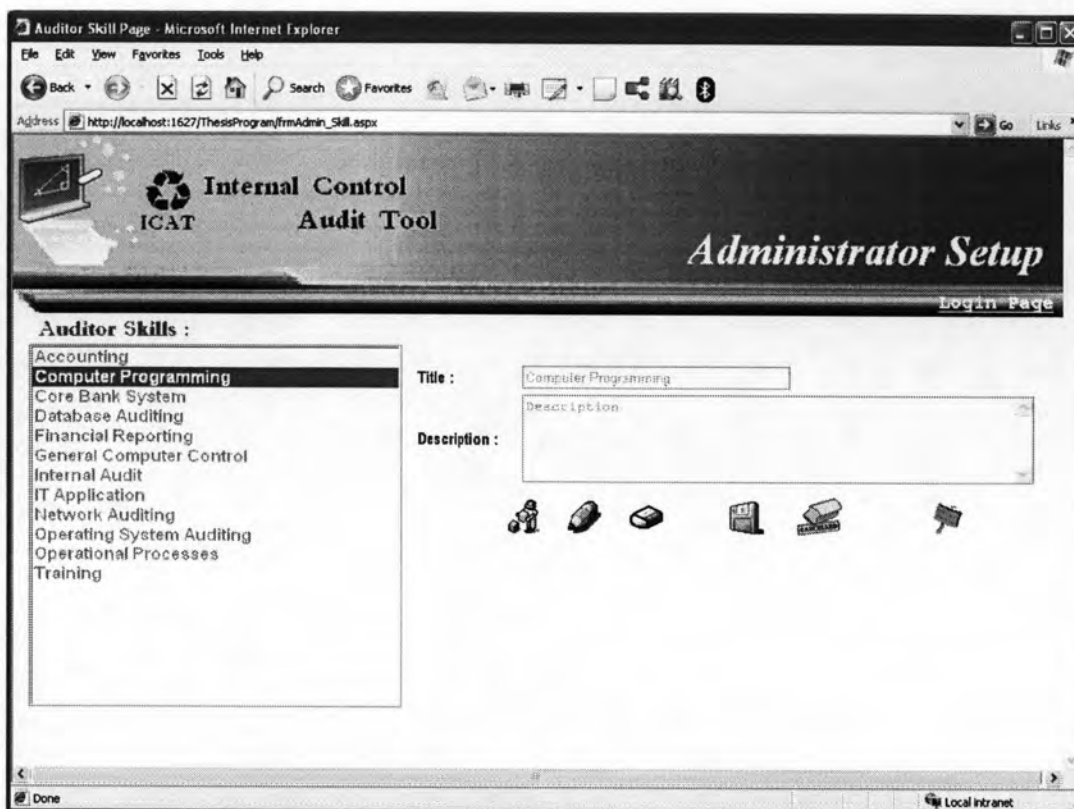 Auditor Skill Page - Microsoft Internet Explorer
File Edit View Favorites Tools Help
Back Search Favorites
Address http://localhost:1627/ThesisProgram/frmAdmin_Skill.aspx Go Links
Internal Control
ICAT Audit Tool
Administrator Setup
Login Page
Auditor Skills :
Accounting
Computer Programming
Core Bank System
Database Auditing
Financial Reporting
General Computer Control
Internal Audit
IT Application
Network Auditing
Operating System Auditing
Operational Processes
Training
Title : Computer Programming
Description : Description
Done Local intranet